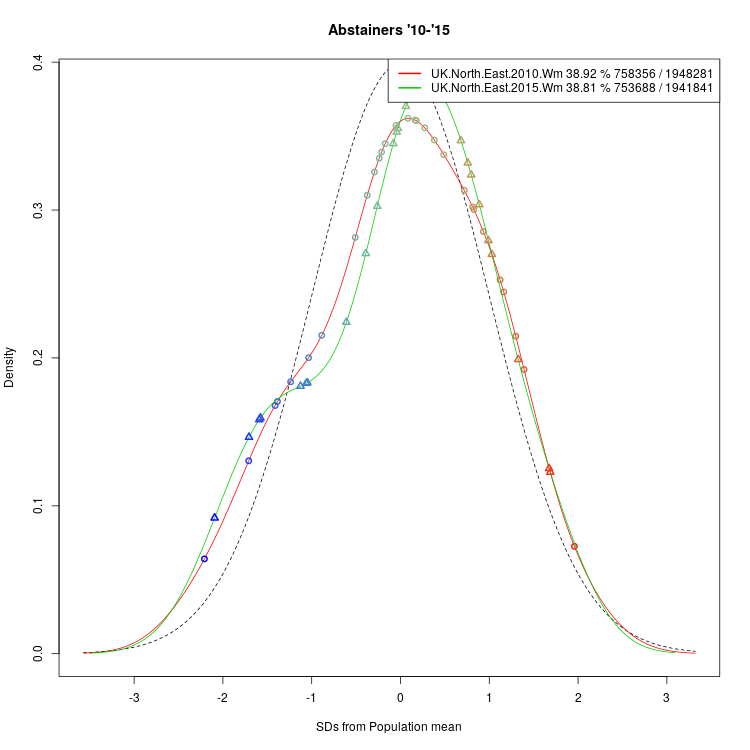 Abstainers '10-'15
UK.North.East.2010.Wm 38.92 % 758356 / 1948281
UK.North.East.2015.Wm 38.81 % 753688 / 1941841
Density
0.4
0.3
0.2
0.1
0.0
-3 -2 -1 0 1 2 3
SDs from Population mean